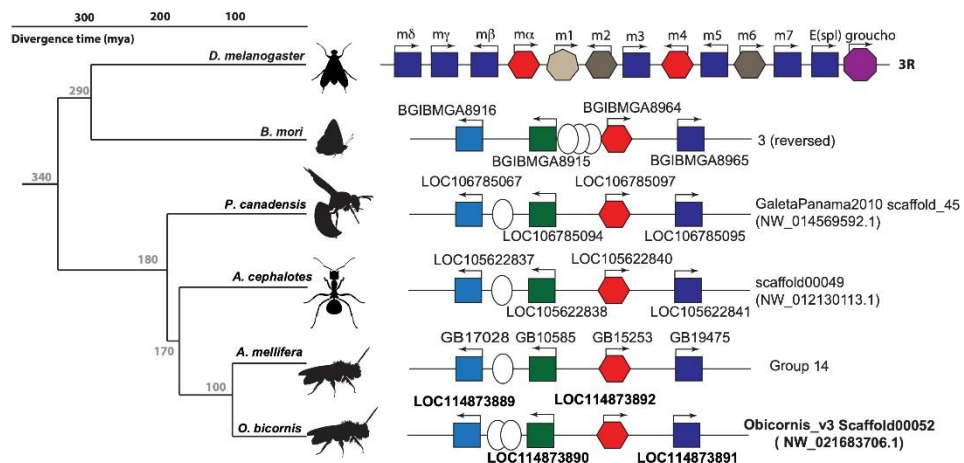 300 200 100
Divergence time (mya)
D. melanogaster
mδ mγ mβ mα m1 m2 m3 m4 m5 m6 m7 E(spl) groucho
3R
290
BGIBMGA8916 BGIBMGA8964
B. mori
3 (reversed)
BGIBMGA8915 BGIBMGA8965
340
LOC106785067 LOC106785097
P. canadensis
GaletaPanama2010 scaffold_45
(NW_014569592.1)
LOC106785094 LOC106785095
180
LOC105622837 LOC105622840
A. cephalotes
scaffold00049
(NW_012130113.1)
LOC105622838 LOC105622841
170
GB17028 GB10585 GB15253 GB19475
A. mellifera
Group 14
100
LOC114873889 LOC114873892
O. bicornis
Obicornis_v3 Scaffold00052
( NW_021683706.1)
LOC114873890 LOC114873891